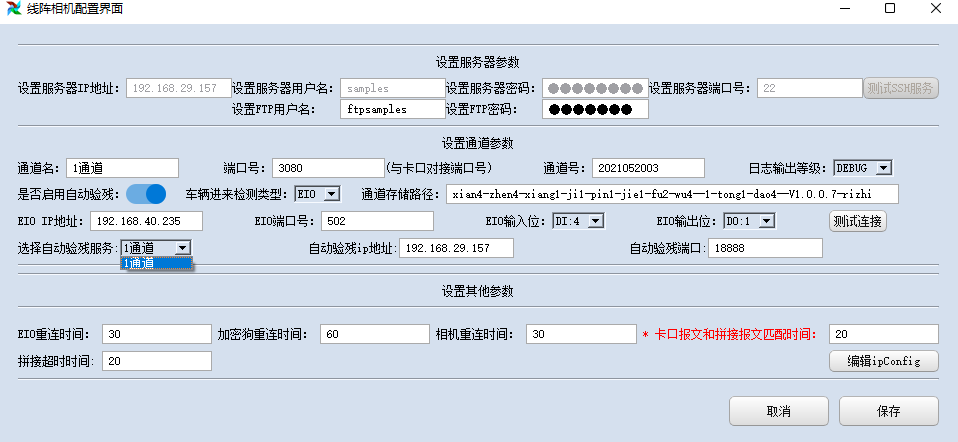 线阵相机配置界面
设置服务器参数
设置服务器IP地址: 192.168.29.157 设置服务器用户名: samples 设置服务器密码: ●●●●●●●● 设置服务器端口号: 22 测试SSH服务
设置FTP用户名: ftpsamples 设置FTP密码: ●●●●●●●
设置通道参数
通道名: 1通道 端口号: 3080 (与卡口对接端口号) 通道号: 2021052003 日志输出等级: DEBUG
是否启用自动验残: 车辆进来检测类型: EIO 通道存储路径: xian4-zhen4-xiang1-ji1-pin1-jie1-fu2-wu4--1-tong1-dao4--V1.0.0.7-rizhi
EIO IP地址: 192.168.40.235 EIO端口号: 502 EIO输入位: DI:4 EIO输出位: DO:1 测试连接
选择自动验残服务: 1通道 自动验残ip地址: 192.168.29.157 自动验残端口: 18888
1通道
设置其他参数
EIO重连时间: 30 加密狗重连时间: 60 相机重连时间: 30 * 卡口报文和拼接报文匹配时间: 20
拼接超时时间: 20 编辑ipConfig
取消 保存